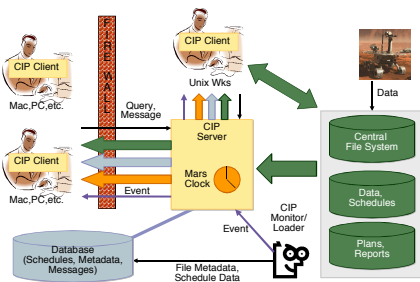 CIP Client
Mac,PC,etc.
FIRE WALL
CIP Client
Unix Wks
Data
Query,
Message
CIP
Server
Mars
Clock
CIP Client
Mac,PC,etc.
Event
Central
File System
Data,
Schedules
Plans,
Reports
CIP
Monitor/
Loader
Event
Database
(Schedules, Metadata,
Messages)
File Metadata,
Schedule Data